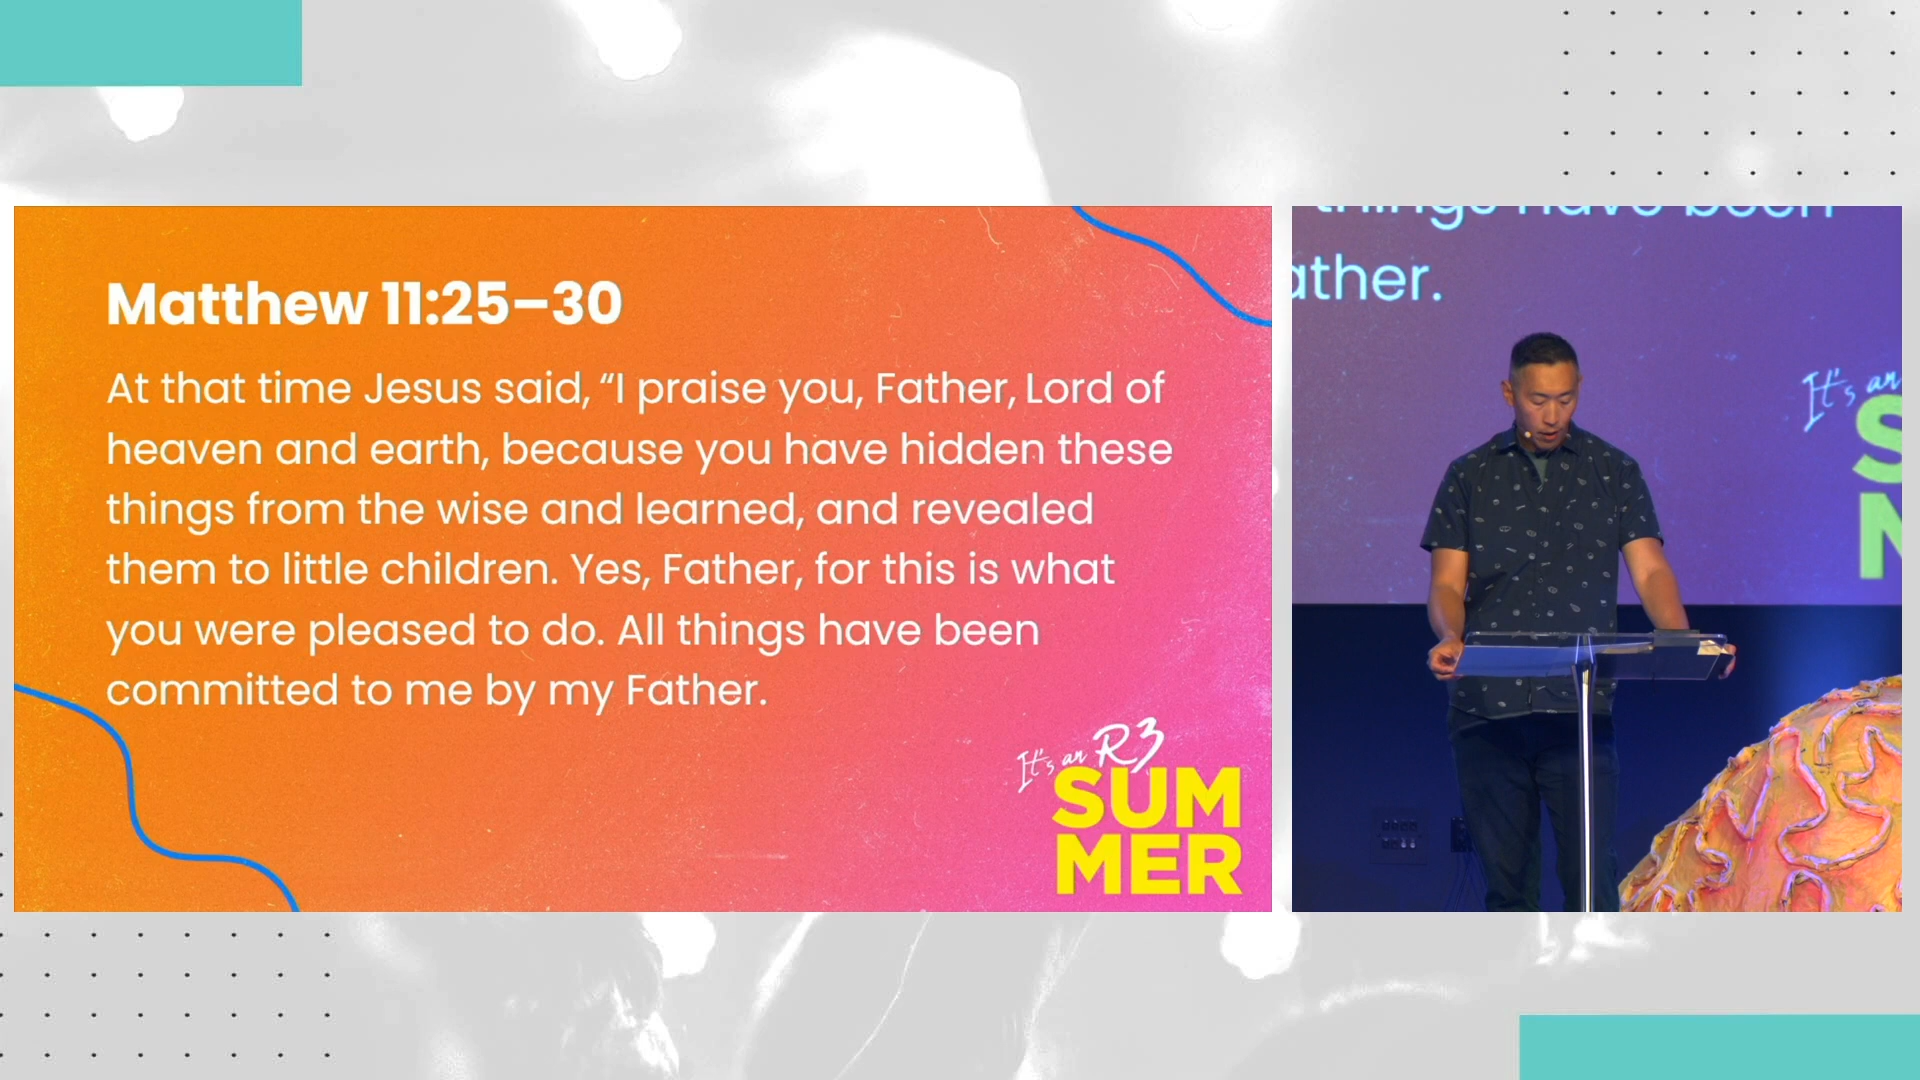 Matthew 11:25–30
At that time Jesus said, “I praise you, Father, Lord of
heaven and earth, because you have hidden these
things from the wise and learned, and revealed
them to little children. Yes, Father, for this is what
you were pleased to do. All things have been
committed to me by my Father.
It's an R3
SUM
MER
things have been
ather.
It's an
S
N